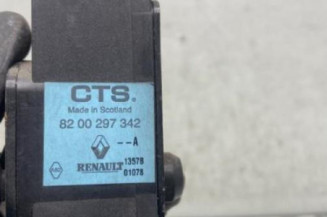 CTS.
Made in Scotland
82 00 297 342
--A
RENAULT 13578
01078